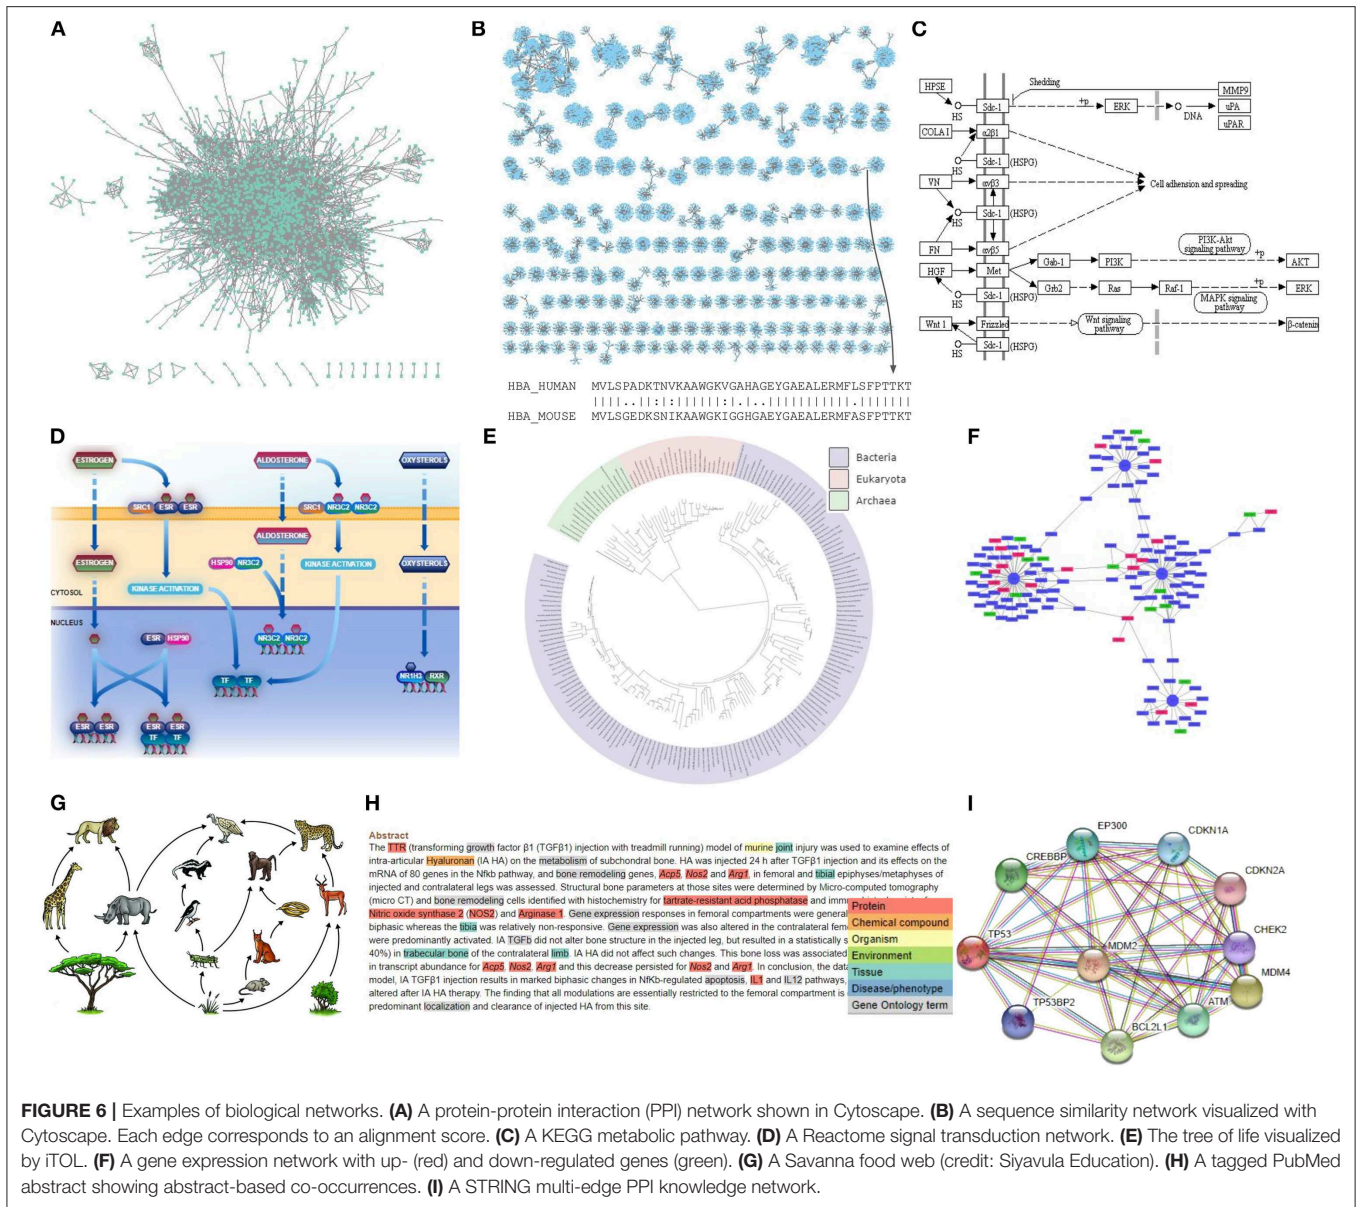 A
B
C
HPSE
HS
Sdc-1
Shedding
+p
ERK
DNA
MMP9
uPA
uPAR
COLAI
α2β1
HS
Sdc-1
(HSPG)
VN
αvβ3
Cell adhension and spreading
HS
Sdc-1
(HSPG)
FN
αvβ5
HGF
Met
Gab-1
PI3K
PI3K-Akt
signaling pathway
+p
AKT
HS
Sdc-1
(HSPG)
Grb2
Ras
Raf-1
+p
MAPK signaling
pathway
ERK
Wnt 1
Frizzled
Wnt signaling
pathway
β-catenin
HS
Sdc-1
(HSPG)
HBA_HUMAN MVLSPADKTNVKAAWGKVGAHAGEYGAEALERMFLSFPTTKT
||||..||:|:|||||||:|.|.||||||||||||.|||||||
HBA_MOUSE MVLSGEDKSNIKAAWGKIGGHGAEYGAEALERMFASFPTTKT
D
ESTROGEN
ALDOSTERONE
OXYSTEROLS
SRC1
ESR
ESR
SRC1
NR3C2
NR3C2
ALDOSTERONE
ESTROGEN
HSP90
NR3C2
KINASE ACTIVATION
OXYSTEROLS
KINASE ACTIVATION
CYTOSOL
NUCLEUS
ESR
HSP90
NR3C2
NR3C2
TF
TF
NR1H3
RXR
ESR
ESR
ESR
ESR
TF
TF
E
Bacteria
Eukaryota
Archaea
F
G
H
Abstract
The TTR (transforming growth factor β1 (TGFβ1) injection with treadmill running) model of murine joint injury was used to examine effects of
intra-articular Hyaluronan (IA HA) on the metabolism of subchondral bone. HA was injected 24 h after TGFβ1 injection and its effects on the
mRNA of 80 genes in the Nfkb pathway, and bone remodeling genes, Acp5, Nos2 and Arg1, in femoral and tibial epiphyses/metaphyses of
injected and contralateral legs was assessed. Structural bone parameters at those sites were determined by Micro-computed tomography
(micro CT) and bone remodeling cells identified with histochemistry for tartrate-resistant acid phosphatase and
Nitric oxide synthase 2 (NOS2) and Arginase 1. Gene expression responses in femoral compartments were
biphasic whereas the tibia was relatively non-responsive. Gene expression was also altered in the contralateral
were predominantly activated. IA TGFb did not alter bone structure in the injected leg, but resulted in a statistically
40%) in trabecular bone of the contralateral limb. IA HA did not affect such changes. This bone loss was associated
in transcript abundance for Acp5, Nos2, Arg1 and this decrease persisted for Nos2 and Arg1. In conclusion, the
model, IA TGFβ1 injection results in marked biphasic changes in NfKb-regulated apoptosis, IL1 and IL12 pathways,
altered after IA HA therapy. The finding that all modulations are essentially restricted to the femoral compartment is
predominant localization and clearance of injected HA from this site.
Protein
Chemical compound
Organism
Environment
Tissue
Disease/phenotype
Gene Ontology term
I
EP300
CDKN1A
CREBBP
CDKN2A
TP53
MDM2
CHEK2
MDM4
TP53BP2
ATM
BCL2L1
FIGURE 6 | Examples of biological networks. (A) A protein-protein interaction (PPI) network shown in Cytoscape. (B) A sequence similarity network visualized with
Cytoscape. Each edge corresponds to an alignment score. (C) A KEGG metabolic pathway. (D) A Reactome signal transduction network. (E) The tree of life visualized
by iTOL. (F) A gene expression network with up- (red) and down-regulated genes (green). (G) A Savanna food web (credit: Siyavula Education). (H) A tagged PubMed
abstract showing abstract-based co-occurrences. (I) A STRING multi-edge PPI knowledge network.